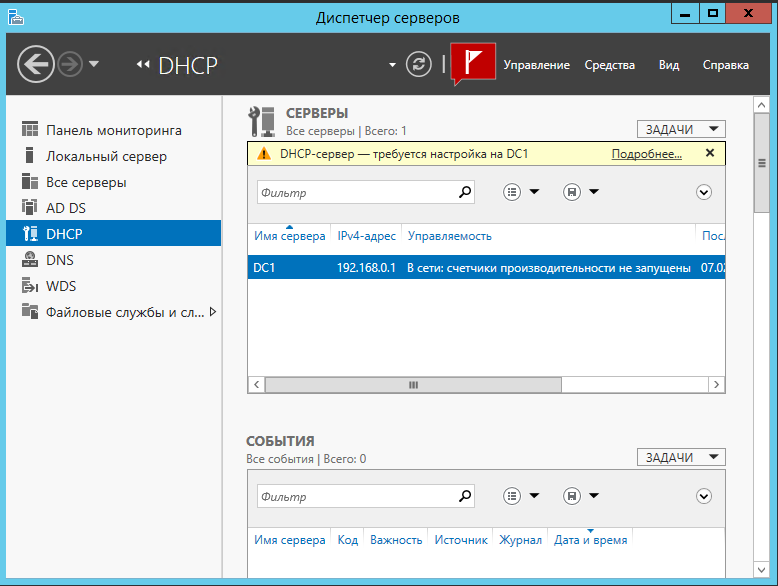 Диспетчер серверов
DHCP
Управление Средства Вид Справка
Панель мониторинга
Локальный сервер
Все серверы
AD DS
DHCP
DNS
WDS
Файловые службы и сл...
СЕРВЕРЫ
Все серверы | Всего: 1
ЗАДАЧИ
DHCP-сервер — требуется настройка на DC1 Подробнее...
Фильтр
Имя сервера IPv4-адрес Управляемость Посл
DC1 192.168.0.1 В сети: счетчики производительности не запущены 07.02
СОБЫТИЯ
Все события | Всего: 0
ЗАДАЧИ
Фильтр
Имя сервера Код Важность Источник Журнал Дата и время